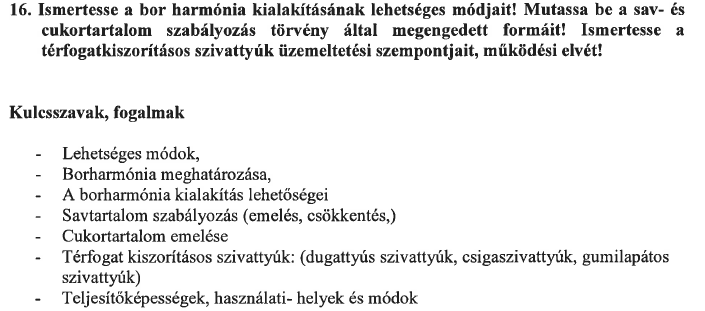 16. Ismertesse a bor harmónia kialakításának lehetséges módjait! Mutassa be a sav- és
cukortartalom szabályozás törvény által megengedett formáit! Ismertesse a
térfogatkiszorításos szivattyúk üzemeltetési szempontjait, működési elvét!
Kulcsszavak, fogalmak
- Lehetséges módok,
- Borharmónia meghatározása,
- A borharmónia kialakítás lehetőségei
- Savtartalom szabályozás (emelés, csökkentés,)
- Cukortartalom emelése
- Térfogat kiszorításos szivattyúk: (dugattyús szivattyúk, csigaszivattyúk, gumilapátos
szivattyúk)
- Teljesítőképességek, használati- helyek és módok